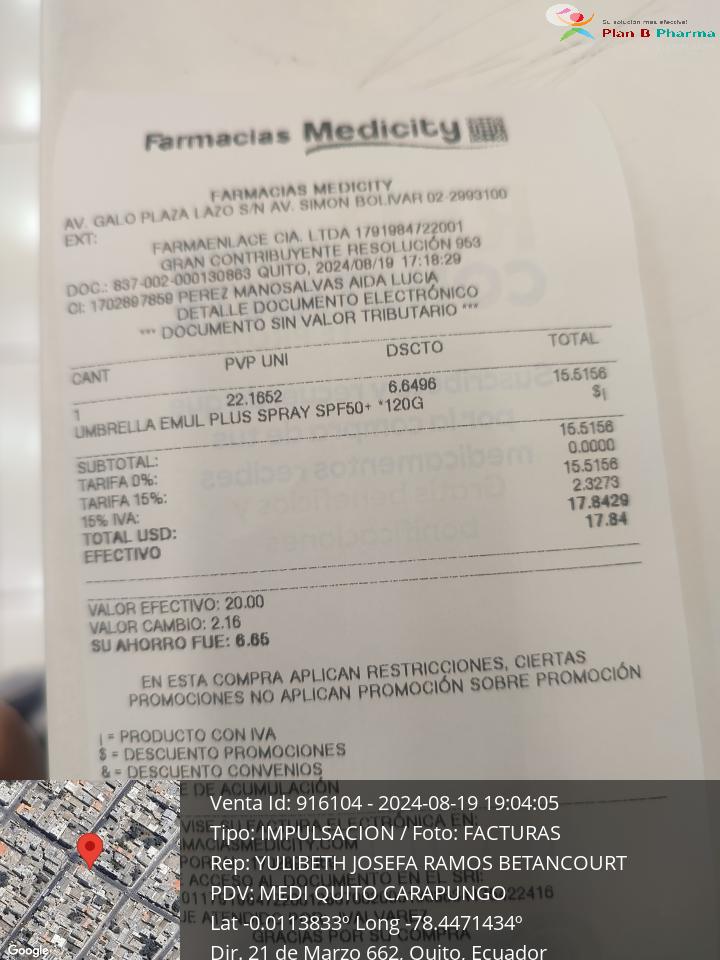 Su solución más efectiva!
Plan B Pharma
Farmacias Medicity
FARMACIAS MEDICITY
AV. GALO PLAZA LAZO S/N AV. SIMON BOLIVAR 02-2993100
EXT:
FARMAENLACE CIA. LTDA 1791984722001
GRAN CONTRIBUYENTE RESOLUCIÓN 953
DOC.: 837-002-000130863 QUITO, 2024/08/19 17:18:29
CI: 1702897859 PEREZ MANOSALVAS AIDA LUCIA
DETALLE DOCUMENTO ELECTRÓNICO
*** DOCUMENTO SIN VALOR TRIBUTARIO ***
CANT PVP UNI DSCTO TOTAL
1 22.1652 6.6496 15.5156
UMBRELLA EMUL PLUS SPRAY SPF50+ *120G $¡
SUBTOTAL: 15.5156
TARIFA 0%: 0.0000
TARIFA 15%: 15.5156
15% IVA: 2.3273
TOTAL USD: 17.8429
EFECTIVO 17.84
VALOR EFECTIVO: 20.00
VALOR CAMBIO: 2.16
SU AHORRO FUE: 6.65
EN ESTA COMPRA APLICAN RESTRICCIONES, CIERTAS
PROMOCIONES NO APLICAN PROMOCIÓN SOBRE PROMOCIÓN
¡ = PRODUCTO CON IVA
$ = DESCUENTO PROMOCIONES
& = DESCUENTO CONVENIOS
DE ACUMULACIÓN
Venta Id: 916104 - 2024-08-19 19:04:05
Tipo: IMPULSACION / Foto: FACTURAS
Rep: YULIBETH JOSEFA RAMOS BETANCOURT
PDV: MEDI QUITO CARAPUNGO
Lat -0.0113833º Long -78.4471434º
GRACIAS POR SU COMPRA
Dir. 21 de Marzo 662, Quito, Ecuador
Google